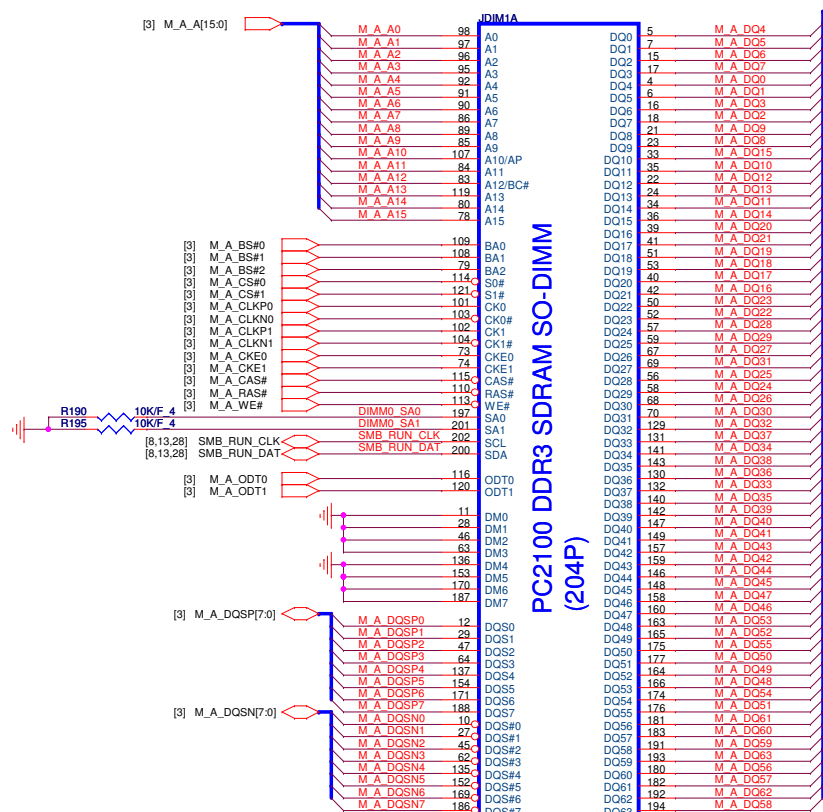 JDIM1A
[3] M_A_A[15:0]
M_A_A0 98 A0 DQ0 5 M_A_DQ4
M_A_A1 97 A1 DQ1 7 M_A_DQ5
M_A_A2 96 A2 DQ2 15 M_A_DQ6
M_A_A3 95 A3 DQ3 17 M_A_DQ7
M_A_A4 92 A4 DQ4 4 M_A_DQ0
M_A_A5 91 A5 DQ5 6 M_A_DQ1
M_A_A6 90 A6 DQ6 16 M_A_DQ3
M_A_A7 86 A7 DQ7 18 M_A_DQ2
M_A_A8 89 A8 DQ8 21 M_A_DQ9
M_A_A9 85 A9 DQ9 23 M_A_DQ8
M_A_A10 107 A10/AP DQ10 33 M_A_DQ15
M_A_A11 84 A11 DQ11 35 M_A_DQ10
M_A_A12 83 A12/BC# DQ12 22 M_A_DQ12
M_A_A13 119 A13 DQ13 24 M_A_DQ13
M_A_A14 80 A14 DQ14 34 M_A_DQ11
M_A_A15 78 A15 DQ15 36 M_A_DQ14
DQ16 39 M_A_DQ20
[3] M_A_BS#0 109 BA0 DQ17 41 M_A_DQ21
[3] M_A_BS#1 108 BA1 DQ18 51 M_A_DQ19
[3] M_A_BS#2 79 BA2 DQ19 53 M_A_DQ18
[3] M_A_CS#0 114 S0# DQ20 40 M_A_DQ17
[3] M_A_CS#1 121 S1# DQ21 42 M_A_DQ16
[3] M_A_CLKP0 101 CK0 DQ22 50 M_A_DQ23
[3] M_A_CLKN0 103 CK0# DQ23 52 M_A_DQ22
[3] M_A_CLKP1 102 CK1 DQ24 57 M_A_DQ28
[3] M_A_CLKN1 104 CK1# DQ25 59 M_A_DQ29
[3] M_A_CKE0 73 CKE0 DQ26 67 M_A_DQ27
[3] M_A_CKE1 74 CKE1 DQ27 69 M_A_DQ31
[3] M_A_CAS# 115 CAS# DQ28 56 M_A_DQ25
[3] M_A_RAS# 110 RAS# DQ29 58 M_A_DQ24
[3] M_A_WE# 113 WE# DQ30 68 M_A_DQ26
R190 10K/F_4 DIMM0_SA0 197 SA0 DQ31 70 M_A_DQ30
R195 10K/F_4 DIMM0_SA1 201 SA1 DQ32 129 M_A_DQ32
[8,13,28] SMB_RUN_CLK SMB_RUN_CLK 202 SCL DQ33 131 M_A_DQ37
[8,13,28] SMB_RUN_DAT SMB_RUN_DAT 200 SDA DQ34 141 M_A_DQ34
DQ35 143 M_A_DQ38
[3] M_A_ODT0 116 ODT0 DQ36 130 M_A_DQ36
[3] M_A_ODT1 120 ODT1 DQ37 132 M_A_DQ33
DQ38 140 M_A_DQ35
11 DM0 DQ39 142 M_A_DQ39
28 DM1 DQ40 147 M_A_DQ40
46 DM2 DQ41 149 M_A_DQ41
63 DM3 DQ42 157 M_A_DQ43
136 DM4 DQ43 159 M_A_DQ42
153 DM5 DQ44 146 M_A_DQ44
170 DM6 DQ45 148 M_A_DQ45
187 DM7 DQ46 158 M_A_DQ47
DQ47 160 M_A_DQ46
[3] M_A_DQSP[7:0]
M_A_DQSP0 12 DQS0 DQ48 163 M_A_DQ53
M_A_DQSP1 29 DQS1 DQ49 165 M_A_DQ52
M_A_DQSP2 47 DQS2 DQ50 175 M_A_DQ55
M_A_DQSP3 64 DQS3 DQ51 177 M_A_DQ50
M_A_DQSP4 137 DQS4 DQ52 164 M_A_DQ49
M_A_DQSP5 154 DQS5 DQ53 166 M_A_DQ48
M_A_DQSP6 171 DQS6 DQ54 174 M_A_DQ54
M_A_DQSP7 188 DQS7 DQ55 176 M_A_DQ51
[3] M_A_DQSN[7:0]
M_A_DQSN0 10 DQS#0 DQ56 181 M_A_DQ61
M_A_DQSN1 27 DQS#1 DQ57 183 M_A_DQ60
M_A_DQSN2 45 DQS#2 DQ58 191 M_A_DQ59
M_A_DQSN3 62 DQS#3 DQ59 193 M_A_DQ63
M_A_DQSN4 135 DQS#4 DQ60 180 M_A_DQ56
M_A_DQSN5 152 DQS#5 DQ61 182 M_A_DQ57
M_A_DQSN6 169 DQS#6 DQ62 192 M_A_DQ62
M_A_DQSN7 186 DQS#7 DQ63 194 M_A_DQ58
PC2100 DDR3 SDRAM SO-DIMM
(204P)